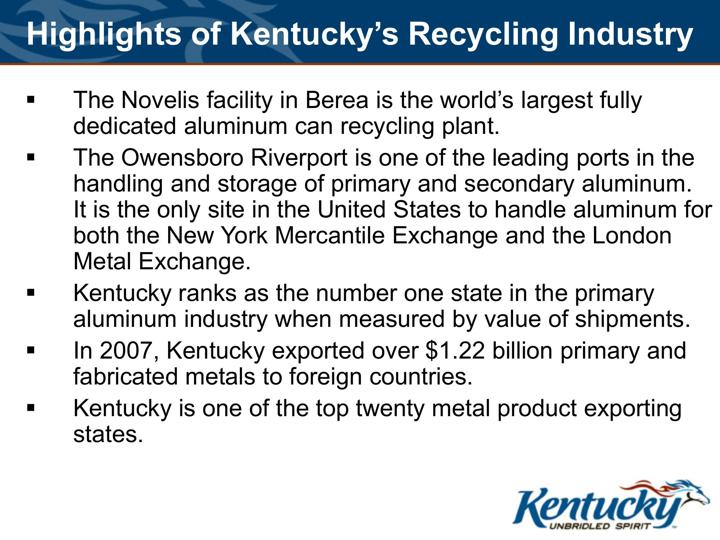 Highlights of Kentucky’s Recycling Industry
▪ The Novelis facility in Berea is the world’s largest fully
dedicated aluminum can recycling plant.
▪ The Owensboro Riverport is one of the leading ports in the
handling and storage of primary and secondary aluminum.
It is the only site in the United States to handle aluminum for
both the New York Mercantile Exchange and the London
Metal Exchange.
▪ Kentucky ranks as the number one state in the primary
aluminum industry when measured by value of shipments.
▪ In 2007, Kentucky exported over $1.22 billion primary and
fabricated metals to foreign countries.
▪ Kentucky is one of the top twenty metal product exporting
states.
Kentucky
UNBRIDLED SPIRIT